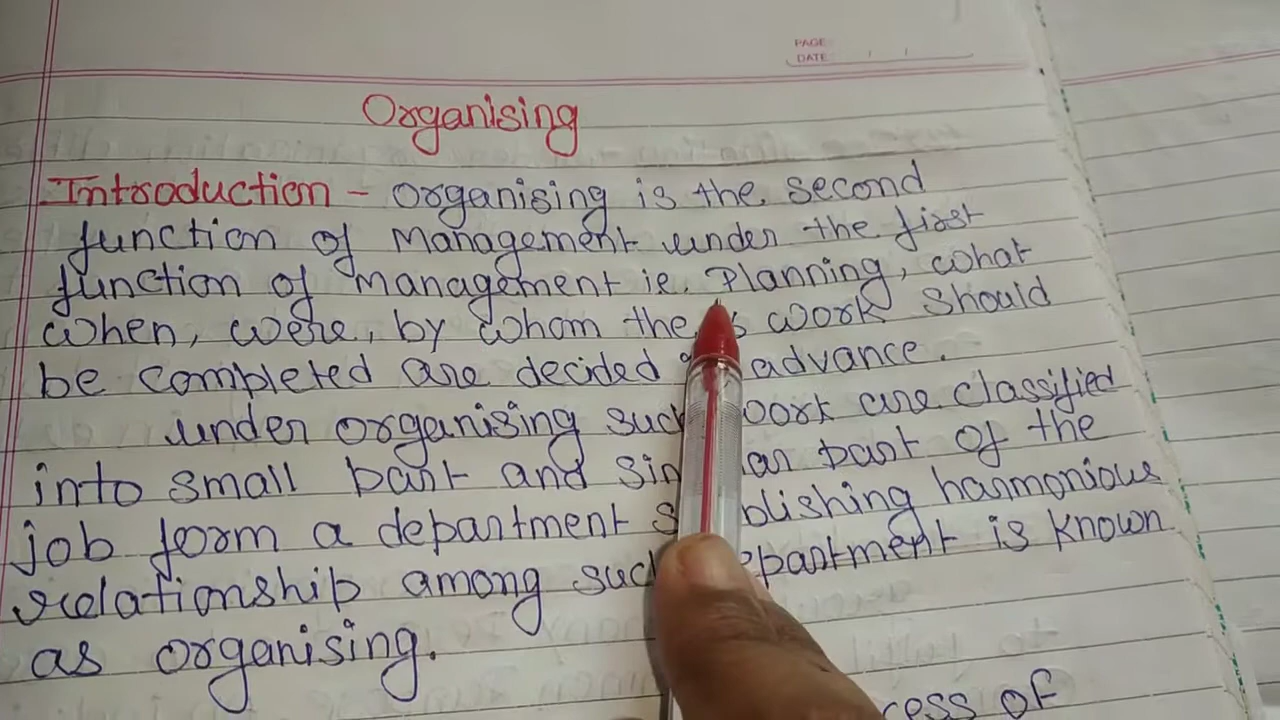 PAGE
DATE / /
Organising
Introduction - Organising is the second
function of Management under the first
function of Management ie. Planning, what
when, were, by whom the work should
be completed are decided advance.
under organising such work are classified
into small part and part of the
job form a department harmonious
relationship among such department is known
as organising.
of